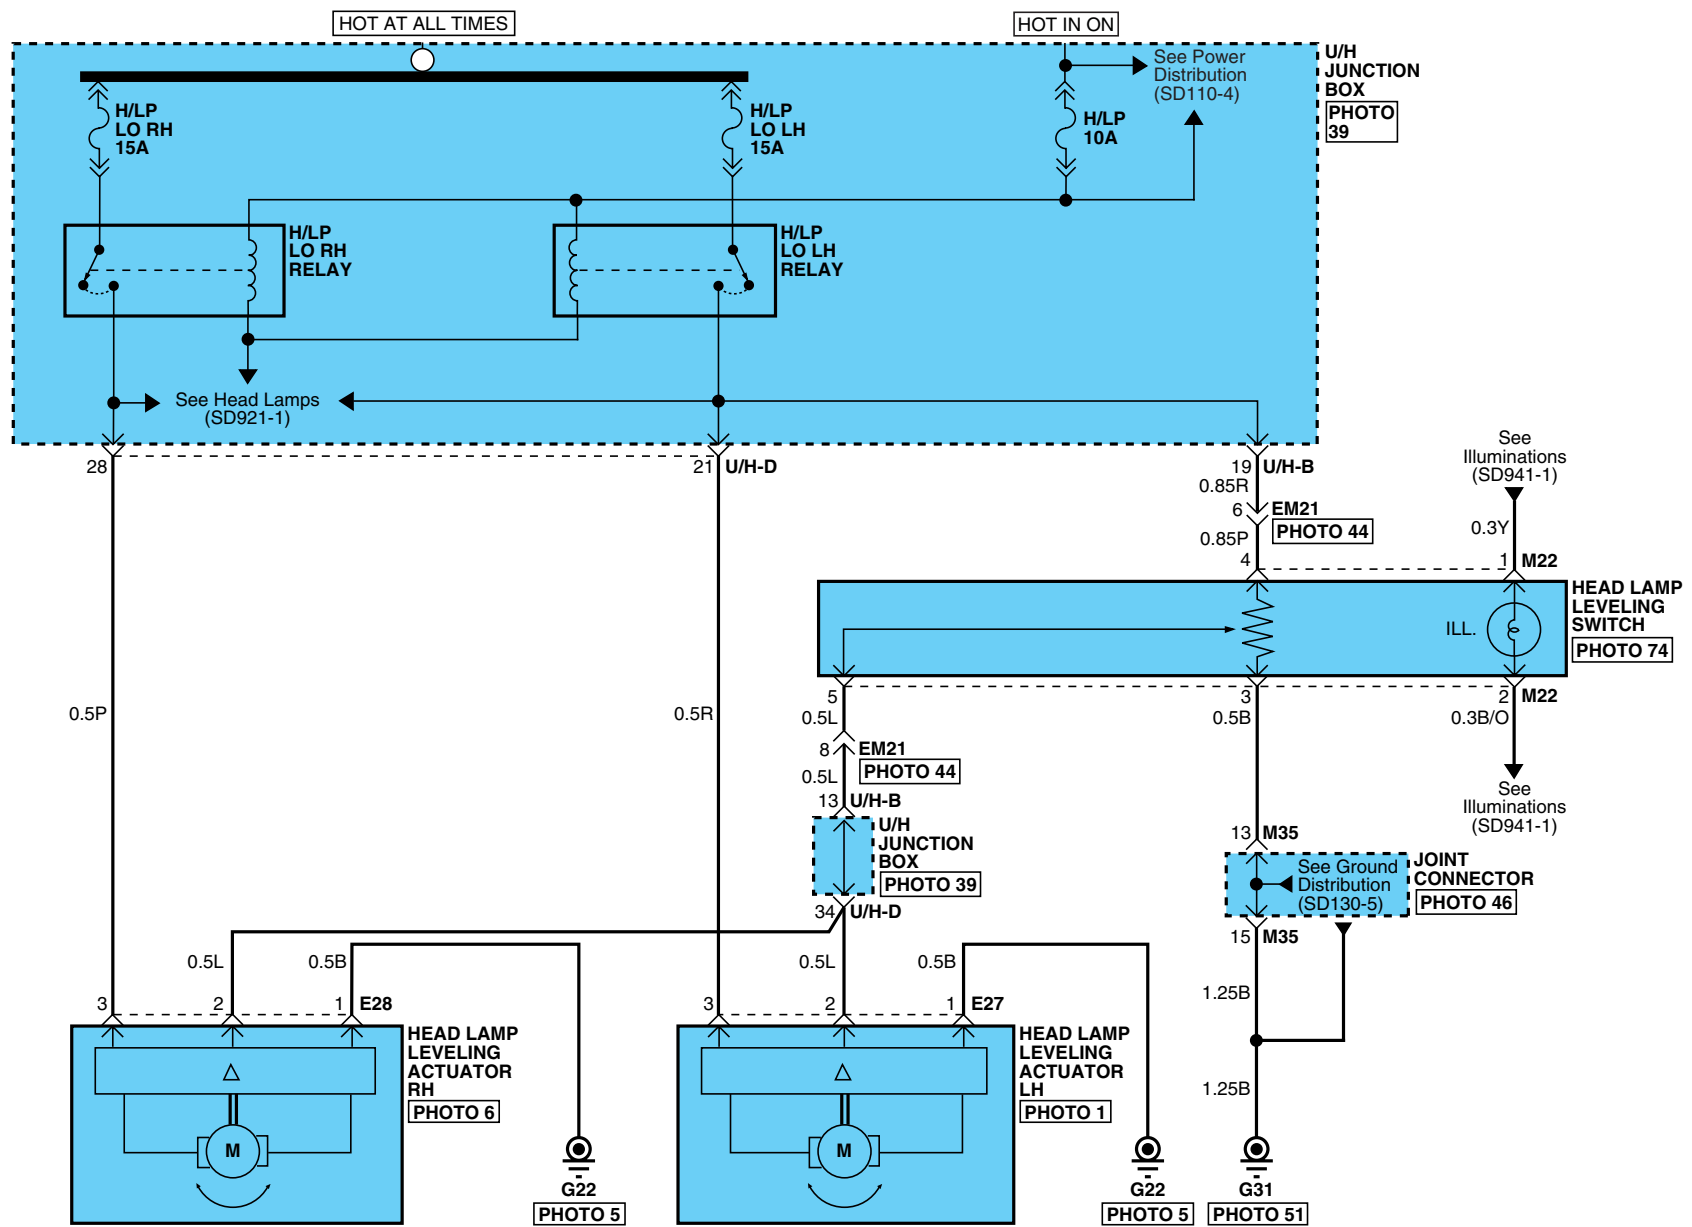 HOT AT ALL TIMES
HOT IN ON
See Power
Distribution
(SD110-4)
U/H
JUNCTION
BOX
PHOTO
39
H/LP
LO RH
15A
H/LP
LO LH
15A
H/LP
10A
H/LP
LO RH
RELAY
H/LP
LO LH
RELAY
See Head Lamps
(SD921-1)
28
21
U/H-D
19
U/H-B
0.85R
6
EM21
PHOTO 44
0.85P
4
See
Illuminations
(SD941-1)
0.3Y
1
M22
HEAD LAMP
LEVELING
SWITCH
PHOTO 74
ILL.
5
3
2
M22
0.5P
0.5R
0.5L
0.5B
0.3B/O
8
EM21
PHOTO 44
0.5L
13
U/H-B
U/H
JUNCTION
BOX
PHOTO 39
34
U/H-D
See
Illuminations
(SD941-1)
13
M35
See Ground
Distribution
(SD130-5)
JOINT
CONNECTOR
PHOTO 46
15
M35
0.5L
0.5B
0.5L
0.5B
1.25B
3
2
1
E28
3
2
1
E27
HEAD LAMP
LEVELING
ACTUATOR
RH
PHOTO 6
M
HEAD LAMP
LEVELING
ACTUATOR
LH
PHOTO 1
M
1.25B
G22
PHOTO 5
G22
PHOTO 5
G31
PHOTO 51